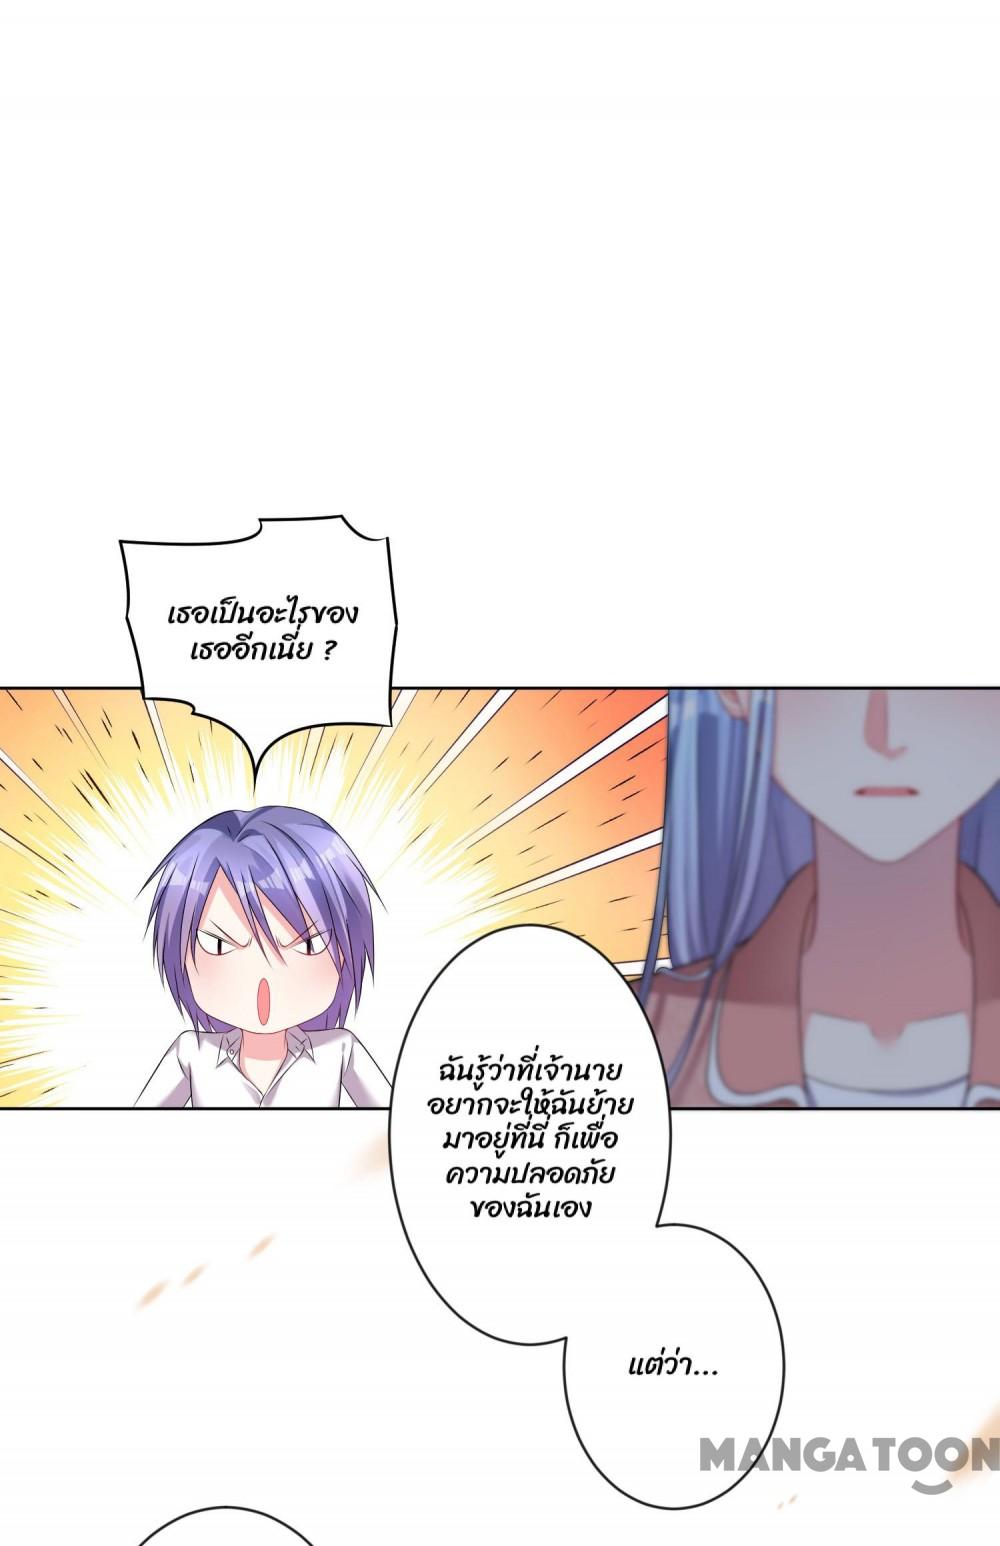 เธอเป็นอะไรของ
เธออีกเนี่ย ?
ฉันรู้ว่าที่เจ้านาย
อยากจะให้ฉันย้าย
มาอยู่ที่นี่ ก็เพื่อ
ความปลอดภัย
ของฉันเอง
แต่ว่า...
MANGATOON